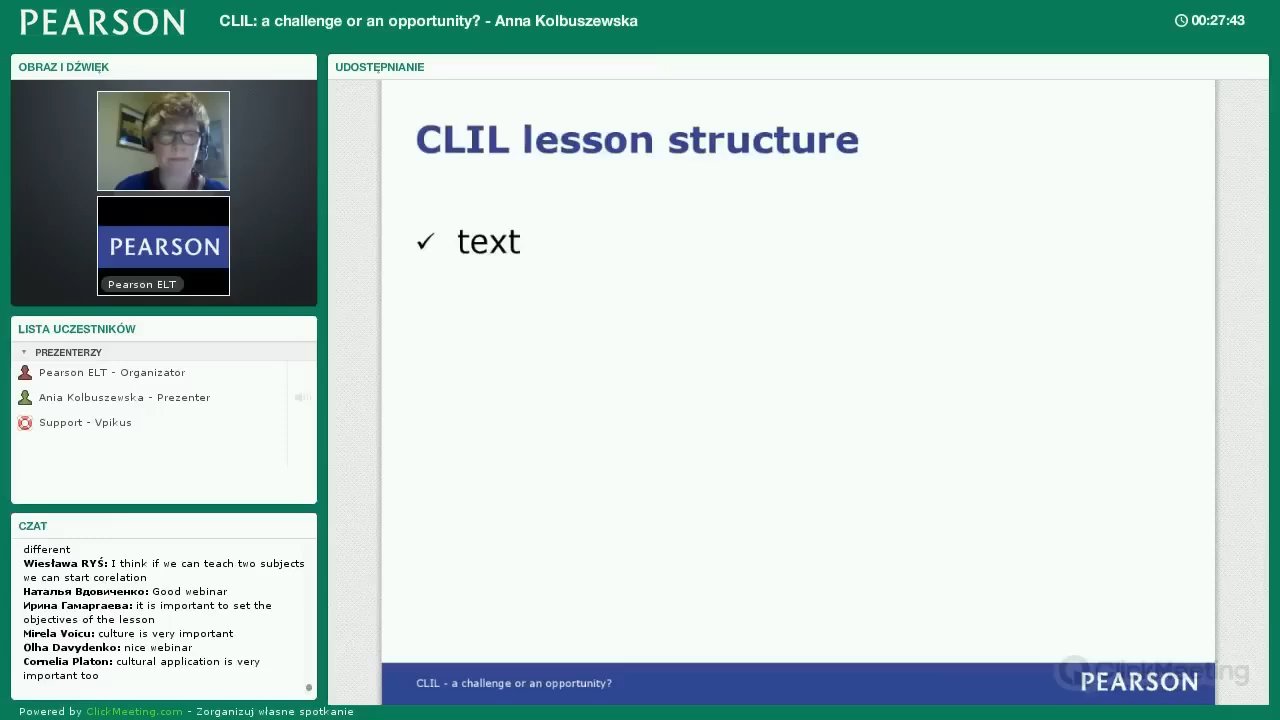 PEARSON
CLIL: a challenge or an opportunity? - Anna Kolbuszewska
00:27:43
OBRAZ I DŹWIĘK
PEARSON
Pearson ELT
LISTA UCZESTNIKÓW
PREZENTERZY
Pearson ELT - Organizator
Ania Kolbuszewska - Prezenter
Support - Vpikus
CZAT
different
Wiesława RYŚ: I think if we can teach two subjects
we can start corelation
Наталья Вдовиченко: Good webinar
Ирина Гамаргаева: it is important to set the
objectives of the lesson
Mirela Voicu: culture is very important
Olha Davydenko: nice webinar
Cornelia Platon: cultural application is very
important too
UDOSTĘPNIANIE
CLIL lesson structure
✓ text
CLIL - a challenge or an opportunity?
ClickMeeting
PEARSON
Powered by ClickMeeting.com - Zorganizuj własne spotkanie